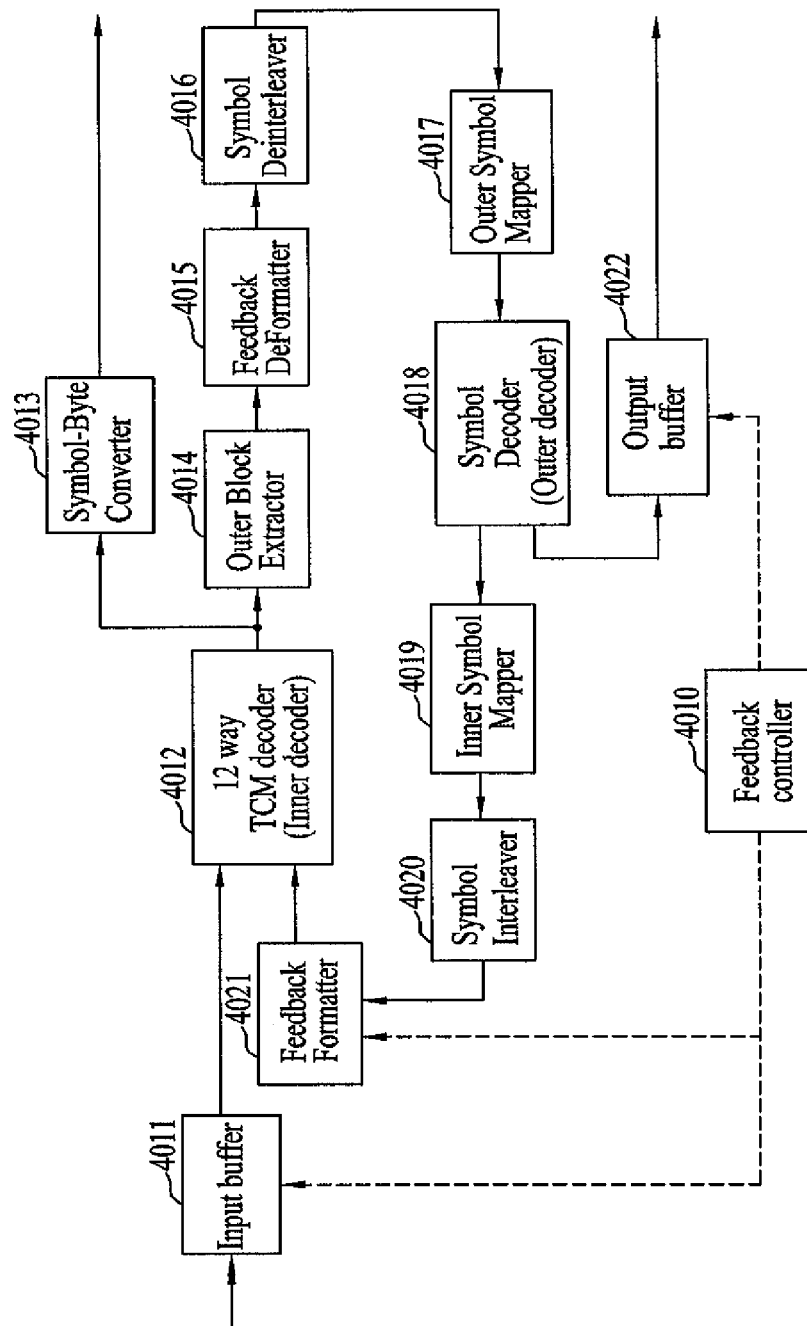 4011
Input buffer
4012
12 way
TCM decoder
(Inner decoder)
4013
Symbol-Byte
Converter
4014
Outer Block
Extractor
4015
Feedback
DeFormatter
4016
Symbol
Deinterleaver
4017
Outer Symbol
Mapper
4018
Symbol
Decoder
(Outer decoder)
4019
Inner Symbol
Mapper
4020
Symbol
Interleaver
4021
Feedback
Formatter
4022
Output
buffer
4010
Feedback
controller